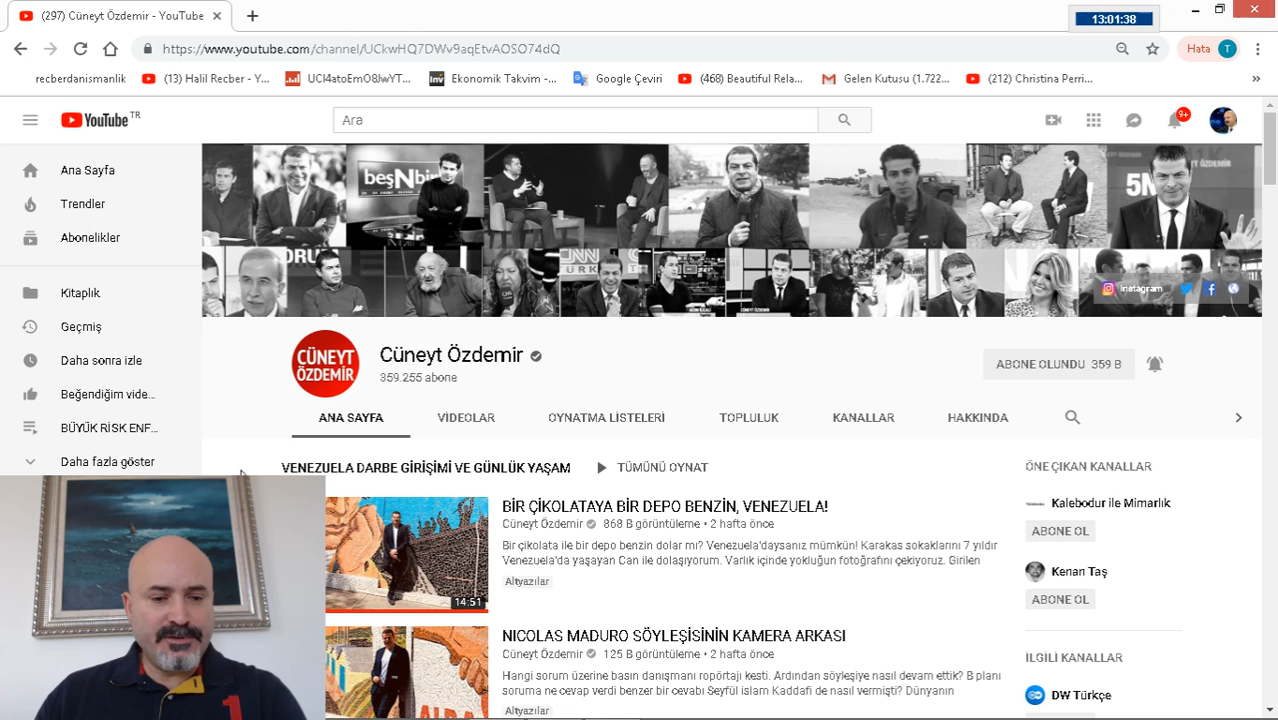 (297) Cüneyt Özdemir - YouTube
13:01:38
https://www.youtube.com/channel/UCkwHQ7DWv9aqEtvAOSO74dQ
Hata T
recberdanismanlik
(13) Halil Recber - Y...
UCl4atoEmO8JwYT...
Ekonomik Takvim -...
Google Çeviri
(468) Beautiful Rela...
Gelen Kutusu (1.722...
(212) Christina Perri...
YouTube TR
Ara
9+
Ana Sayfa
Trendler
Abonelikler
Kitaplık
Geçmiş
Daha sonra izle
Beğendiğim vide...
BÜYÜK RİSK ENF...
Daha fazla göster
beşNbir
5N
CNN
TÜRK
CÜNEYT ÖZDEMİR
Instagram
CÜNEYT
ÖZDEMİR
Cüneyt Özdemir
359.255 abone
ABONE OLUNDU 359 B
ANA SAYFA
VİDEOLAR
OYNATMA LİSTELERİ
TOPLULUK
KANALLAR
HAKKINDA
VENEZUELA DARBE GİRİŞİMİ VE GÜNLÜK YAŞAM
TÜMÜNÜ OYNAT
14:51
BİR ÇİKOLATAYA BİR DEPO BENZİN, VENEZUELA!
Cüneyt Özdemir 868 B görüntüleme • 2 hafta önce
Bir çikolata ile bir depo benzin dolar mı? Venezuela'daysanız mümkün! Karakas sokaklarını 7 yıldır
Venezuela'da yaşayan Can ile dolaşıyorum. Varlık içinde yokluğun fotoğrafını çekiyoruz. Girilen
Altyazılar
NICOLAS MADURO SÖYLEŞİSİNİN KAMERA ARKASI
Cüneyt Özdemir 125 B görüntüleme • 2 hafta önce
Hangi sorum üzerine basın danışmanı röportajı kesti. Ardından söyleşiye nasıl devam ettik? B planı
soruma ne cevap verdi benzer bir cevabı Seyfül islam Kaddafi de nasıl vermişti? Dünyanın
Altyazılar
ÖNE ÇIKAN KANALLAR
Kalebodur ile Mimarlık
ABONE OL
Kenan Taş
ABONE OL
İLGİLİ KANALLAR
DW Türkçe
1